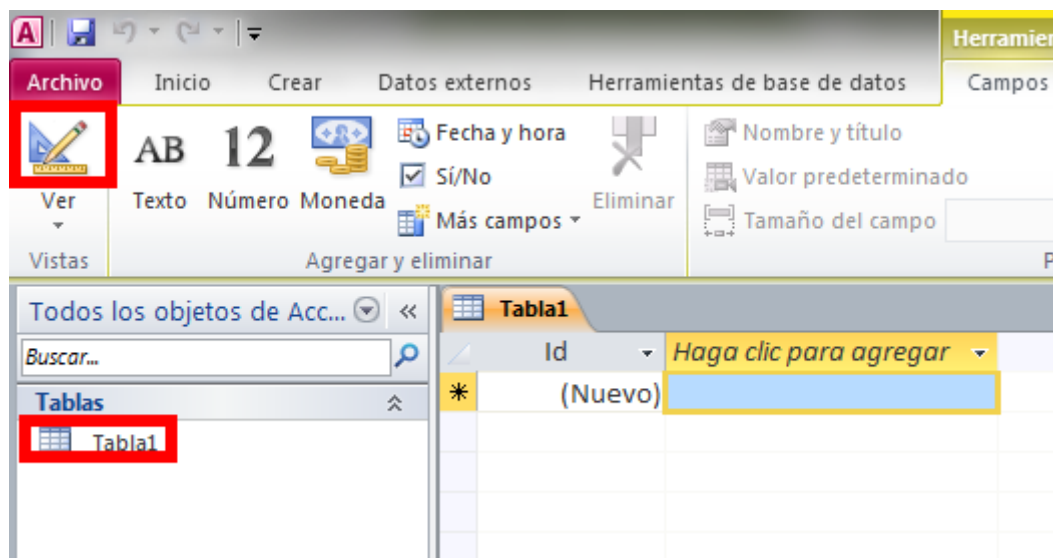 A
Herramien
Archivo Inicio Crear Datos externos Herramientas de base de datos Campos
AB 12 Fecha y hora Nombre y título
Sí/No Valor predeterminado
Ver Texto Número Moneda Eliminar
Más campos Tamaño del campo
Vistas Agregar y eliminar P
Todos los objetos de Acc... « Tabla1
Buscar... Id Haga clic para agregar
Tablas * (Nuevo)
Tabla1